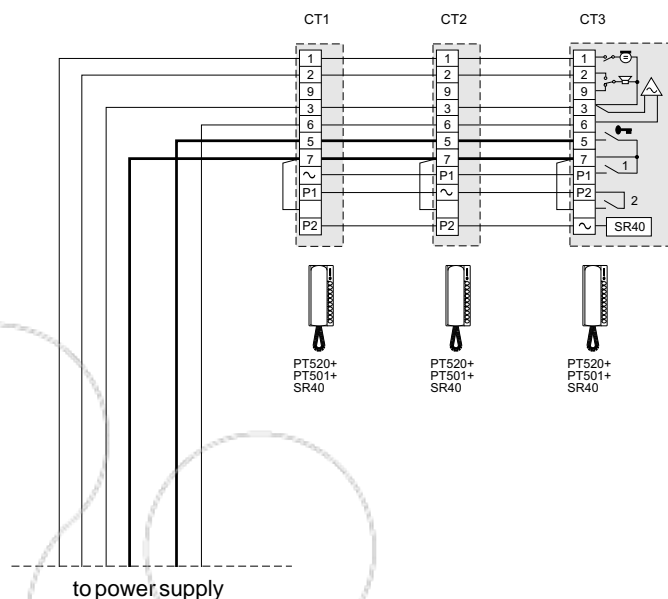 CT1 CT2 CT3
1 1 1
2 2 2
9 9 9
3 3 3
6 6 6
5 5 5
7 7 7 1
~ P1 P1
P1 ~ P2 2
P2 P2 ~ SR40
PT520+ PT520+ PT520+
PT501+ PT501+ PT501+
SR40 SR40 SR40
to power supply